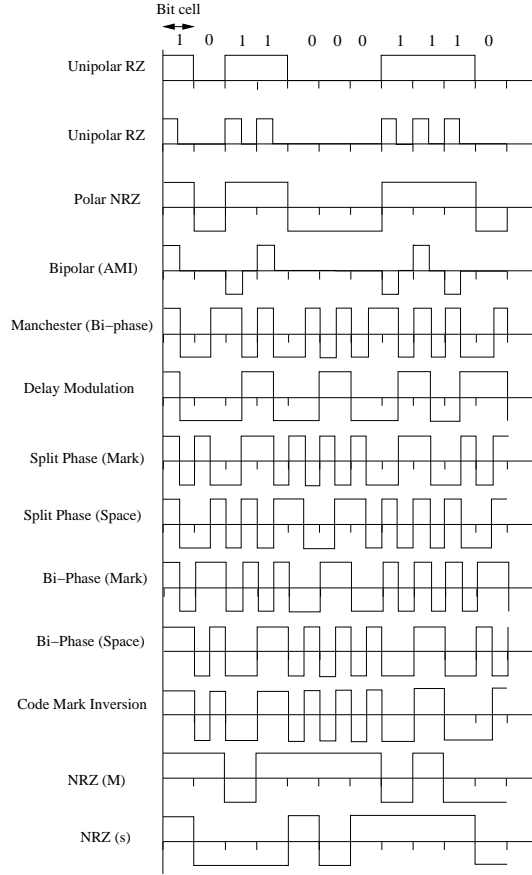 Bit cell
1 0 1 1 0 0 0 1 1 1 0
Unipolar RZ
Unipolar RZ
Polar NRZ
Bipolar (AMI)
Manchester (Bi−phase)
Delay Modulation
Split Phase (Mark)
Split Phase (Space)
Bi−Phase (Mark)
Bi−Phase (Space)
Code Mark Inversion
NRZ (M)
NRZ (s)